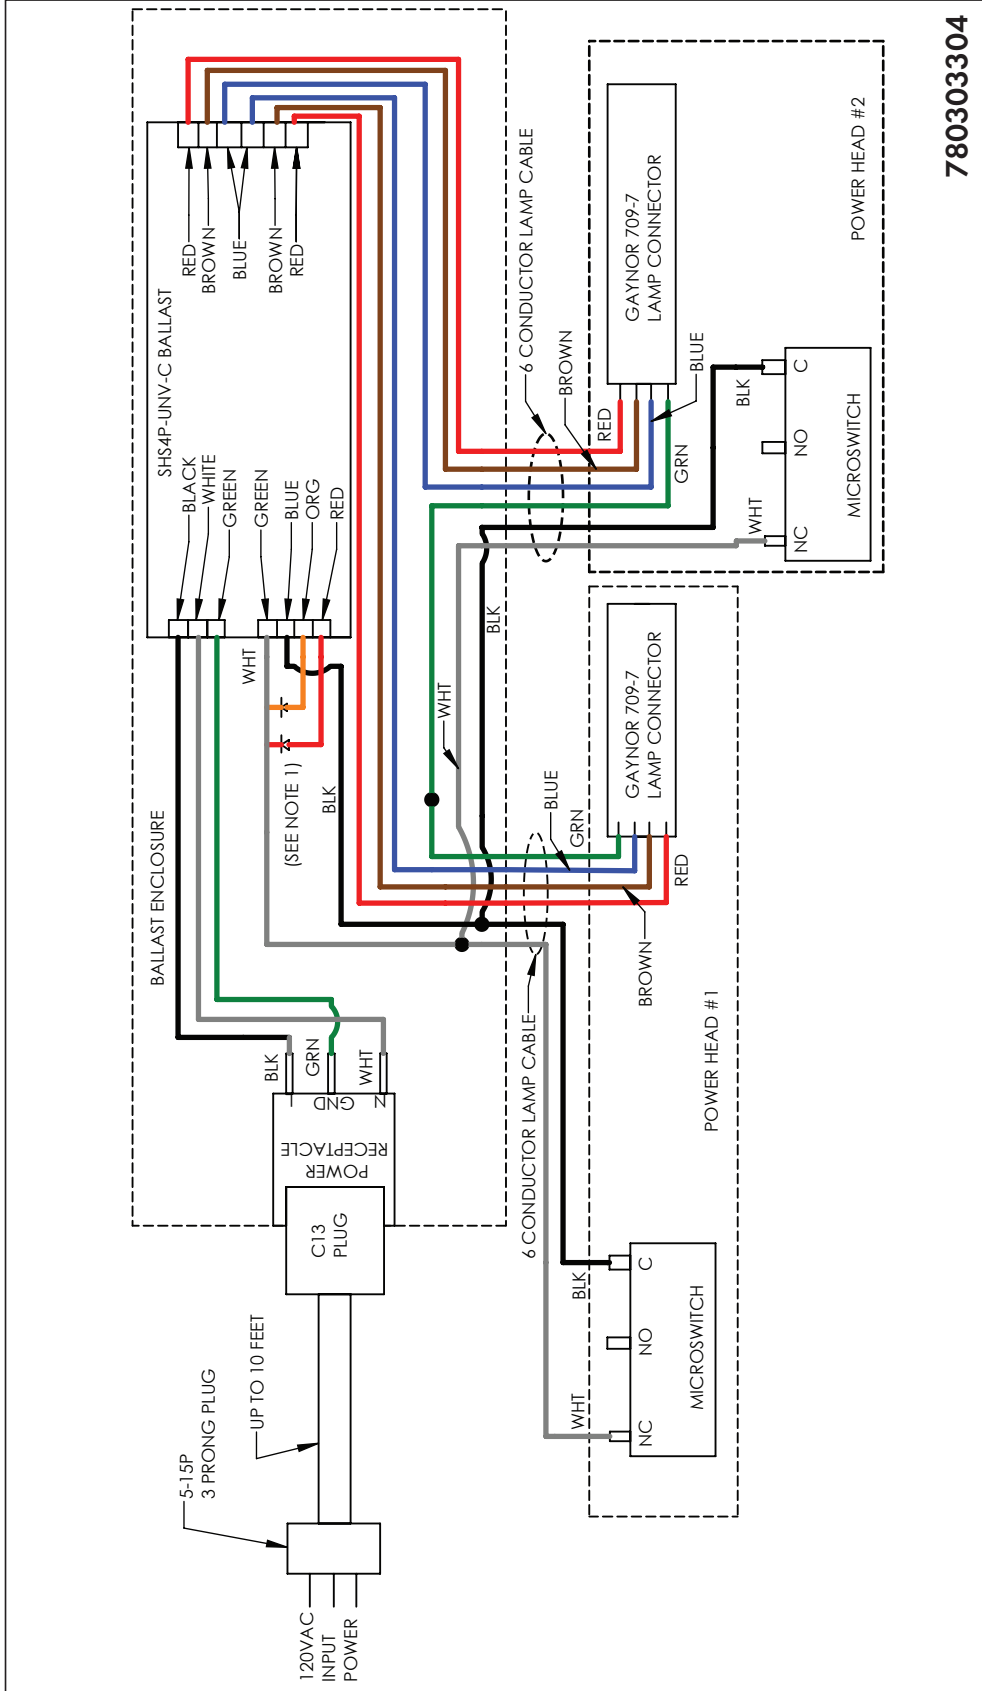 780303304
120VAC
INPUT
POWER
5-15P
3 PRONG PLUG
UP TO 10 FEET
C13
PLUG
POWER
RECEPTACLE
L
GND
N
BLK
GRN
WHT
BALLAST ENCLOSURE
SHS4P-UNV-C BALLAST
BLACK
WHITE
GREEN
GREEN
BLUE
ORG
RED
WHT
(SEE NOTE 1)
BLK
RED
BROWN
BLUE
BROWN
RED
WHT
BLK
6 CONDUCTOR LAMP CABLE
BLUE
GRN
BROWN
RED
GAYNOR 709-7
LAMP CONNECTOR
POWER HEAD #1
WHT
BLK
NC
NO
C
MICROSWITCH
6 CONDUCTOR LAMP CABLE
BROWN
RED
BLUE
GRN
GAYNOR 709-7
LAMP CONNECTOR
POWER HEAD #2
WHT
BLK
NC
NO
C
MICROSWITCH